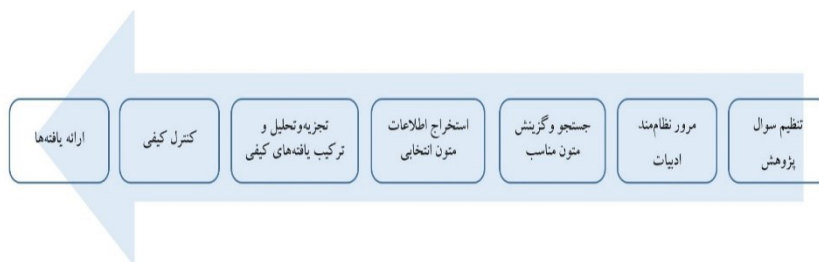 تنظیم سوال
پژوهش
مرور نظام‌مند
ادبیات
جستجو وگزینش
متون مناسب
استخراج اطلاعات
متون انتخابی
تجزیه‌وتحلیل و
ترکیب یافته‌های کیفی
کنترل کیفی
ارائه یافته‌ها